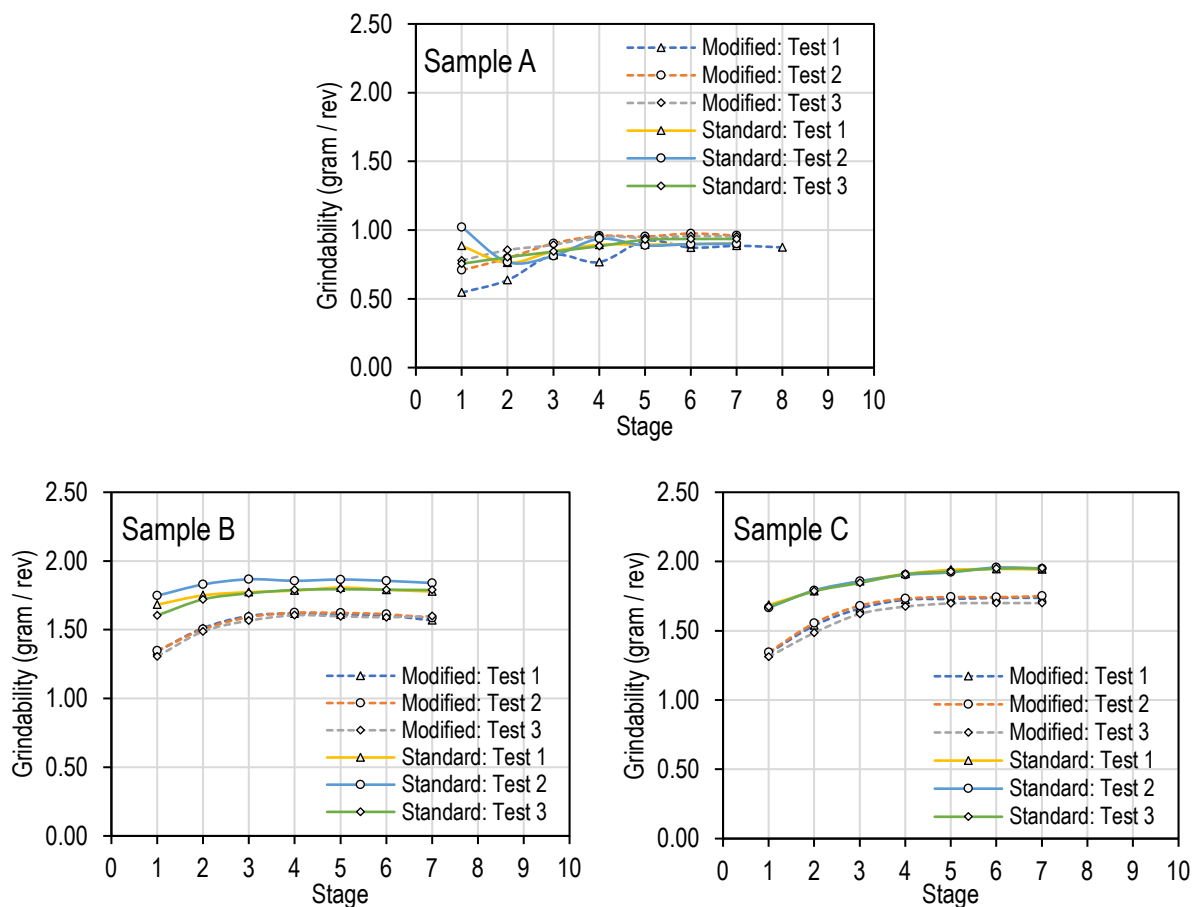 2.50
2.00
1.50
1.00
0.50
0.00
Grindability (gram / rev)
Sample A
Modified: Test 1
Modified: Test 2
Modified: Test 3
Standard: Test 1
Standard: Test 2
Standard: Test 3
0 1 2 3 4 5 6 7 8 9 10
Stage
2.50
2.00
1.50
1.00
0.50
0.00
Grindability (gram / rev)
Sample B
Modified: Test 1
Modified: Test 2
Modified: Test 3
Standard: Test 1
Standard: Test 2
Standard: Test 3
0 1 2 3 4 5 6 7 8 9 10
Stage
2.50
2.00
1.50
1.00
0.50
0.00
Grindability (gram / rev)
Sample C
Modified: Test 1
Modified: Test 2
Modified: Test 3
Standard: Test 1
Standard: Test 2
Standard: Test 3
0 1 2 3 4 5 6 7 8 9 10
Stage